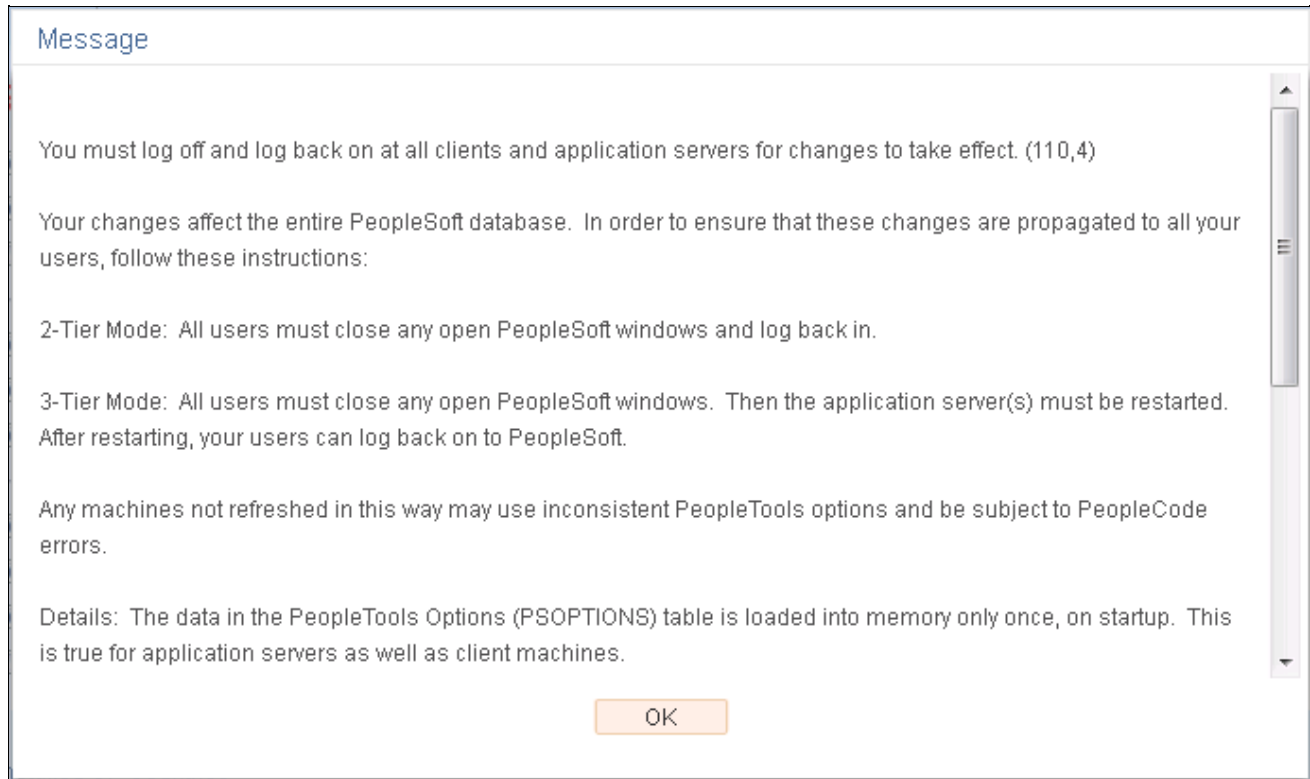 Message
You must log off and log back on at all clients and application servers for changes to take effect. (110,4)
Your changes affect the entire PeopleSoft database.  In order to ensure that these changes are propagated to all your
users, follow these instructions:
2-Tier Mode:  All users must close any open PeopleSoft windows and log back in.
3-Tier Mode:  All users must close any open PeopleSoft windows.  Then the application server(s) must be restarted.
After restarting, your users can log back on to PeopleSoft.
Any machines not refreshed in this way may use inconsistent PeopleTools options and be subject to PeopleCode
errors.
Details:  The data in the PeopleTools Options (PSOPTIONS) table is loaded into memory only once, on startup.  This
is true for application servers as well as client machines.
OK